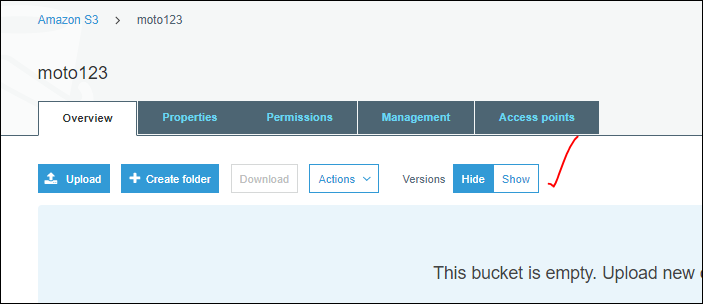 Amazon S3 > moto123
moto123
Overview Properties Permissions Management Access points
Upload + Create folder Download Actions Versions Hide Show
This bucket is empty. Upload new